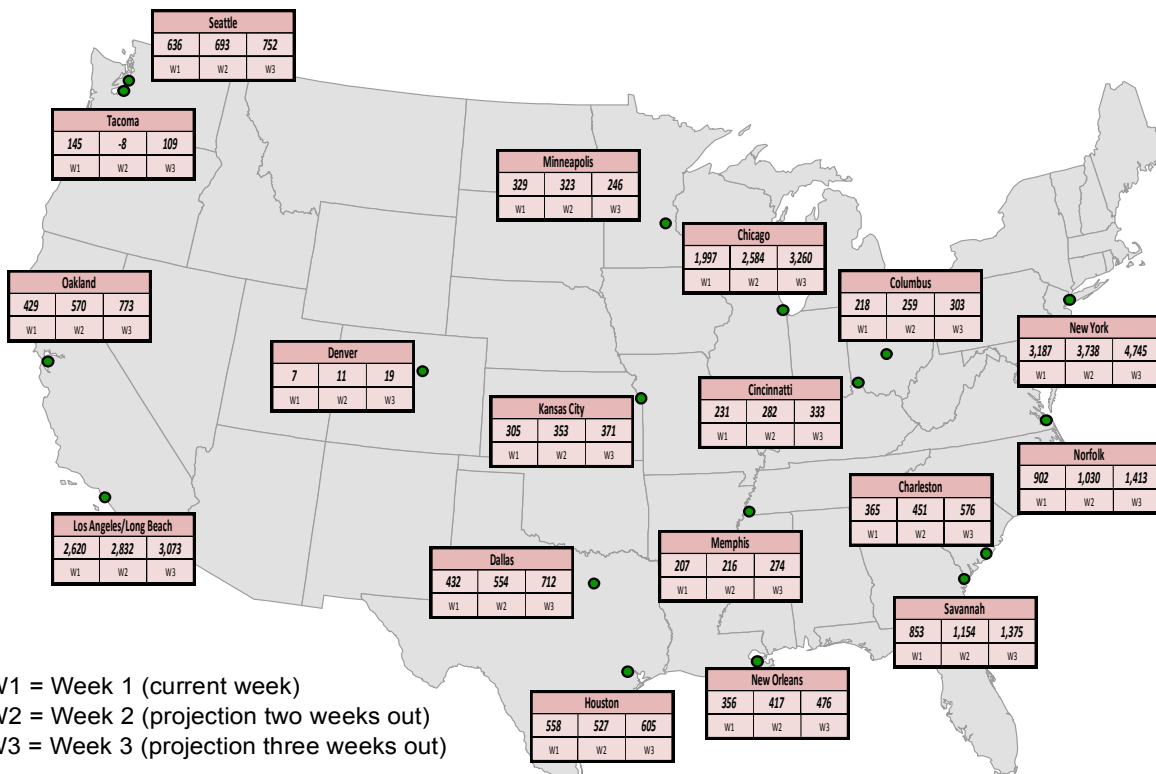 Seattle
636 693 752
W1 W2 W3
Tacoma
145 -8 109
W1 W2 W3
Minneapolis
329 323 246
W1 W2 W3
Chicago
1,997 2,584 3,260
W1 W2 W3
Oakland
429 570 773
W1 W2 W3
Columbus
218 259 303
W1 W2 W3
New York
3,187 3,738 4,745
W1 W2 W3
Denver
7 11 19
W1 W2 W3
Cincinnatti
231 282 333
W1 W2 W3
Kansas City
305 353 371
W1 W2 W3
Norfolk
902 1,030 1,413
W1 W2 W3
Charleston
365 451 576
W1 W2 W3
Los Angeles/Long Beach
2,620 2,832 3,073
W1 W2 W3
Memphis
207 216 274
W1 W2 W3
Dallas
432 554 712
W1 W2 W3
Savannah
853 1,154 1,375
W1 W2 W3
New Orleans
356 417 476
W1 W2 W3
Houston
558 527 605
W1 W2 W3
W1 = Week 1 (current week)
W2 = Week 2 (projection two weeks out)
W3 = Week 3 (projection three weeks out)